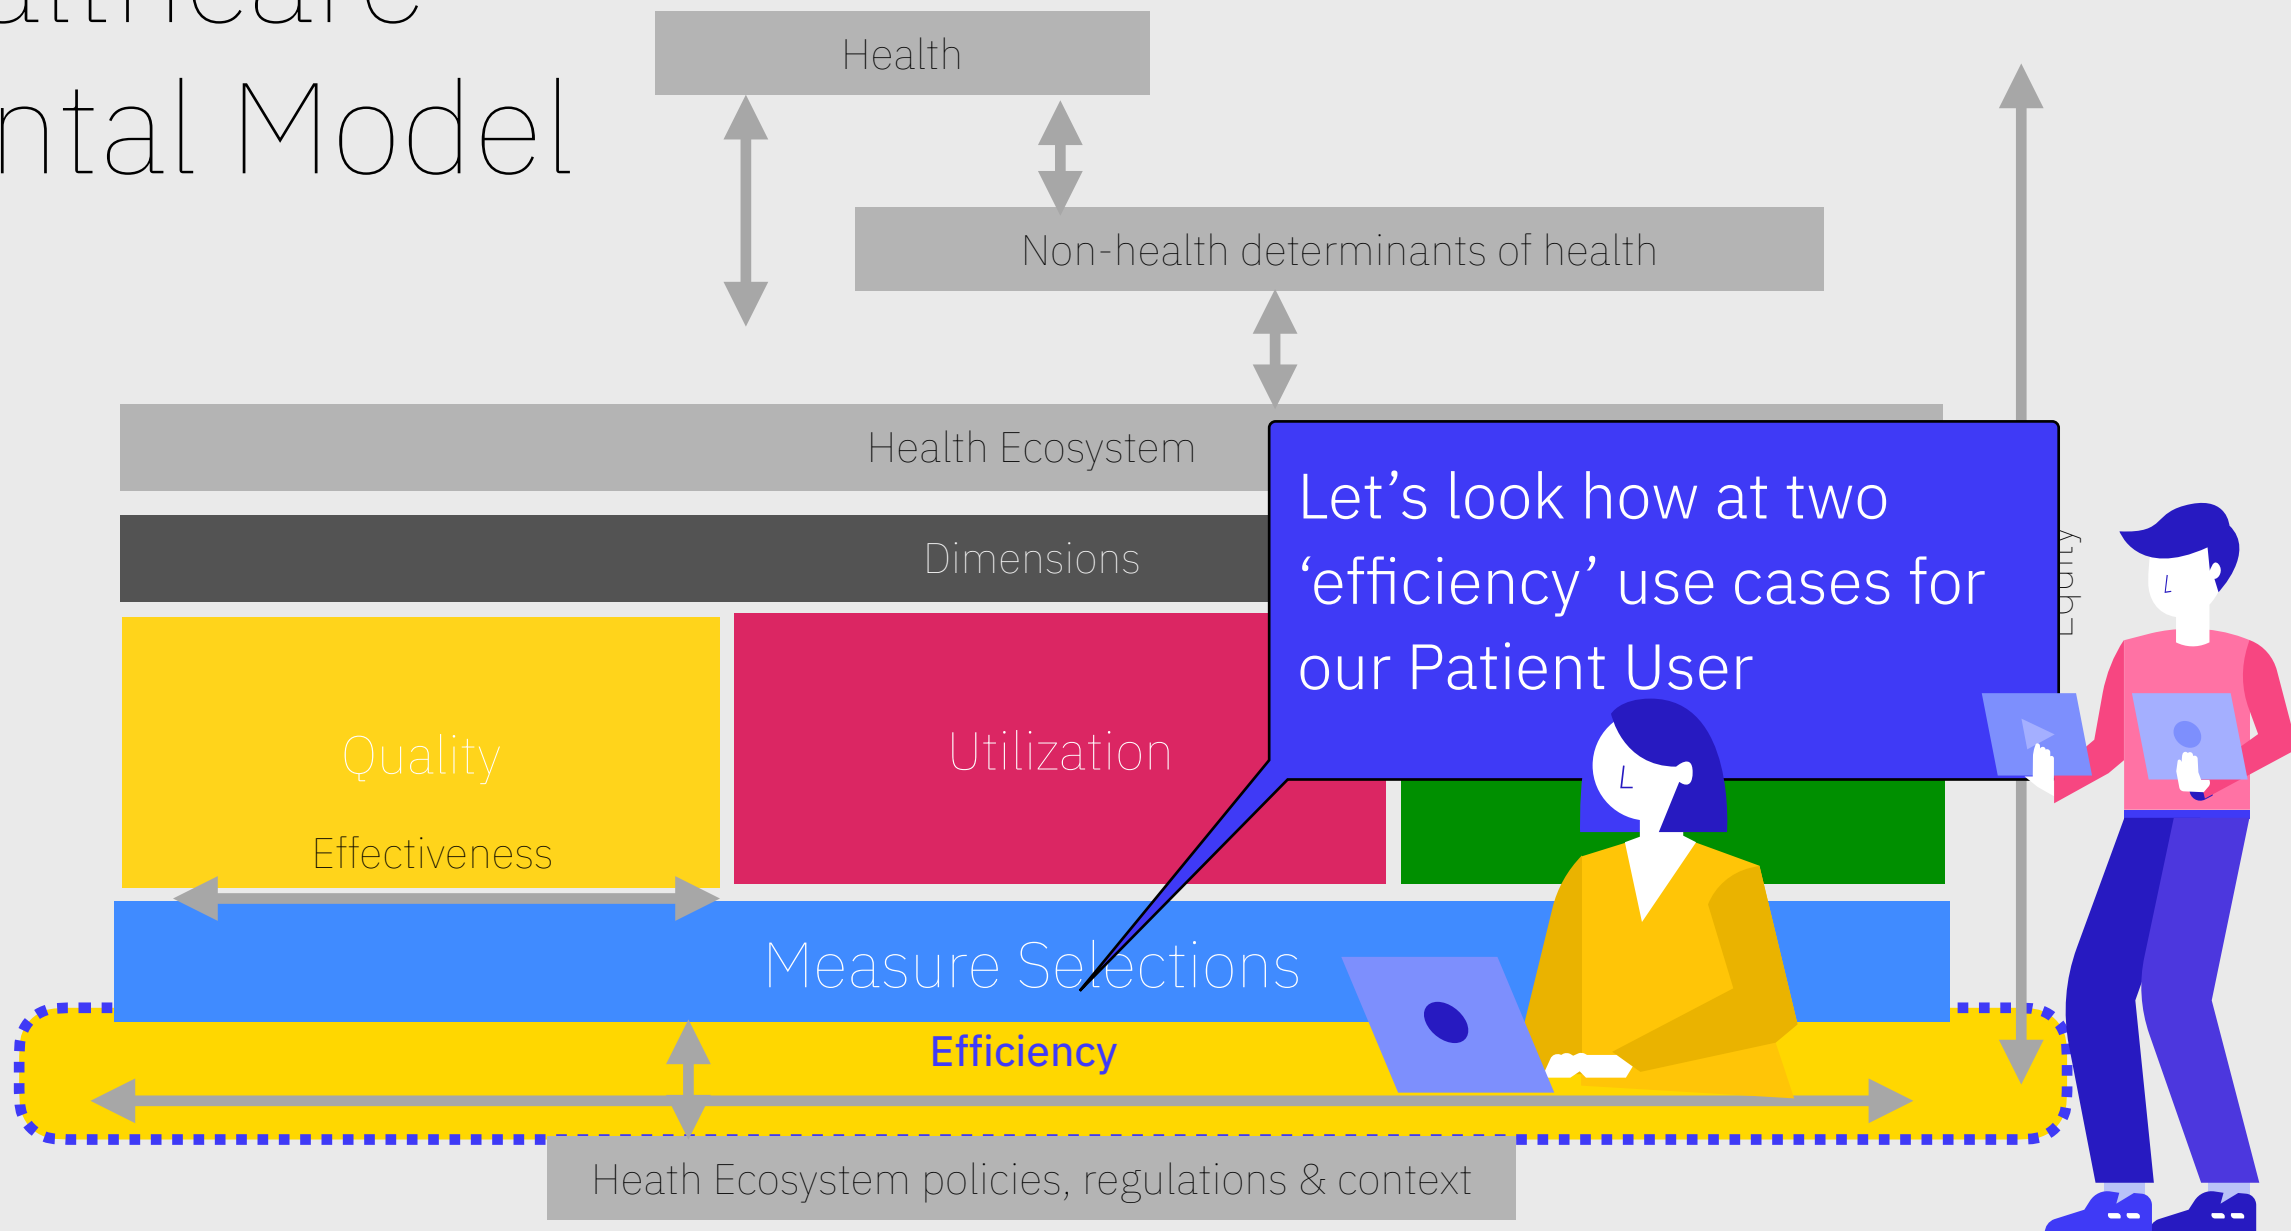 Model
Health
Non-health determinants of health
Health Ecosystem
Dimensions
Let’s look how at two
‘efficiency’ use cases for
our Patient User
Quality
Utilization
Effectiveness
Measure Selections
Efficiency
Heath Ecosystem policies, regulations & context